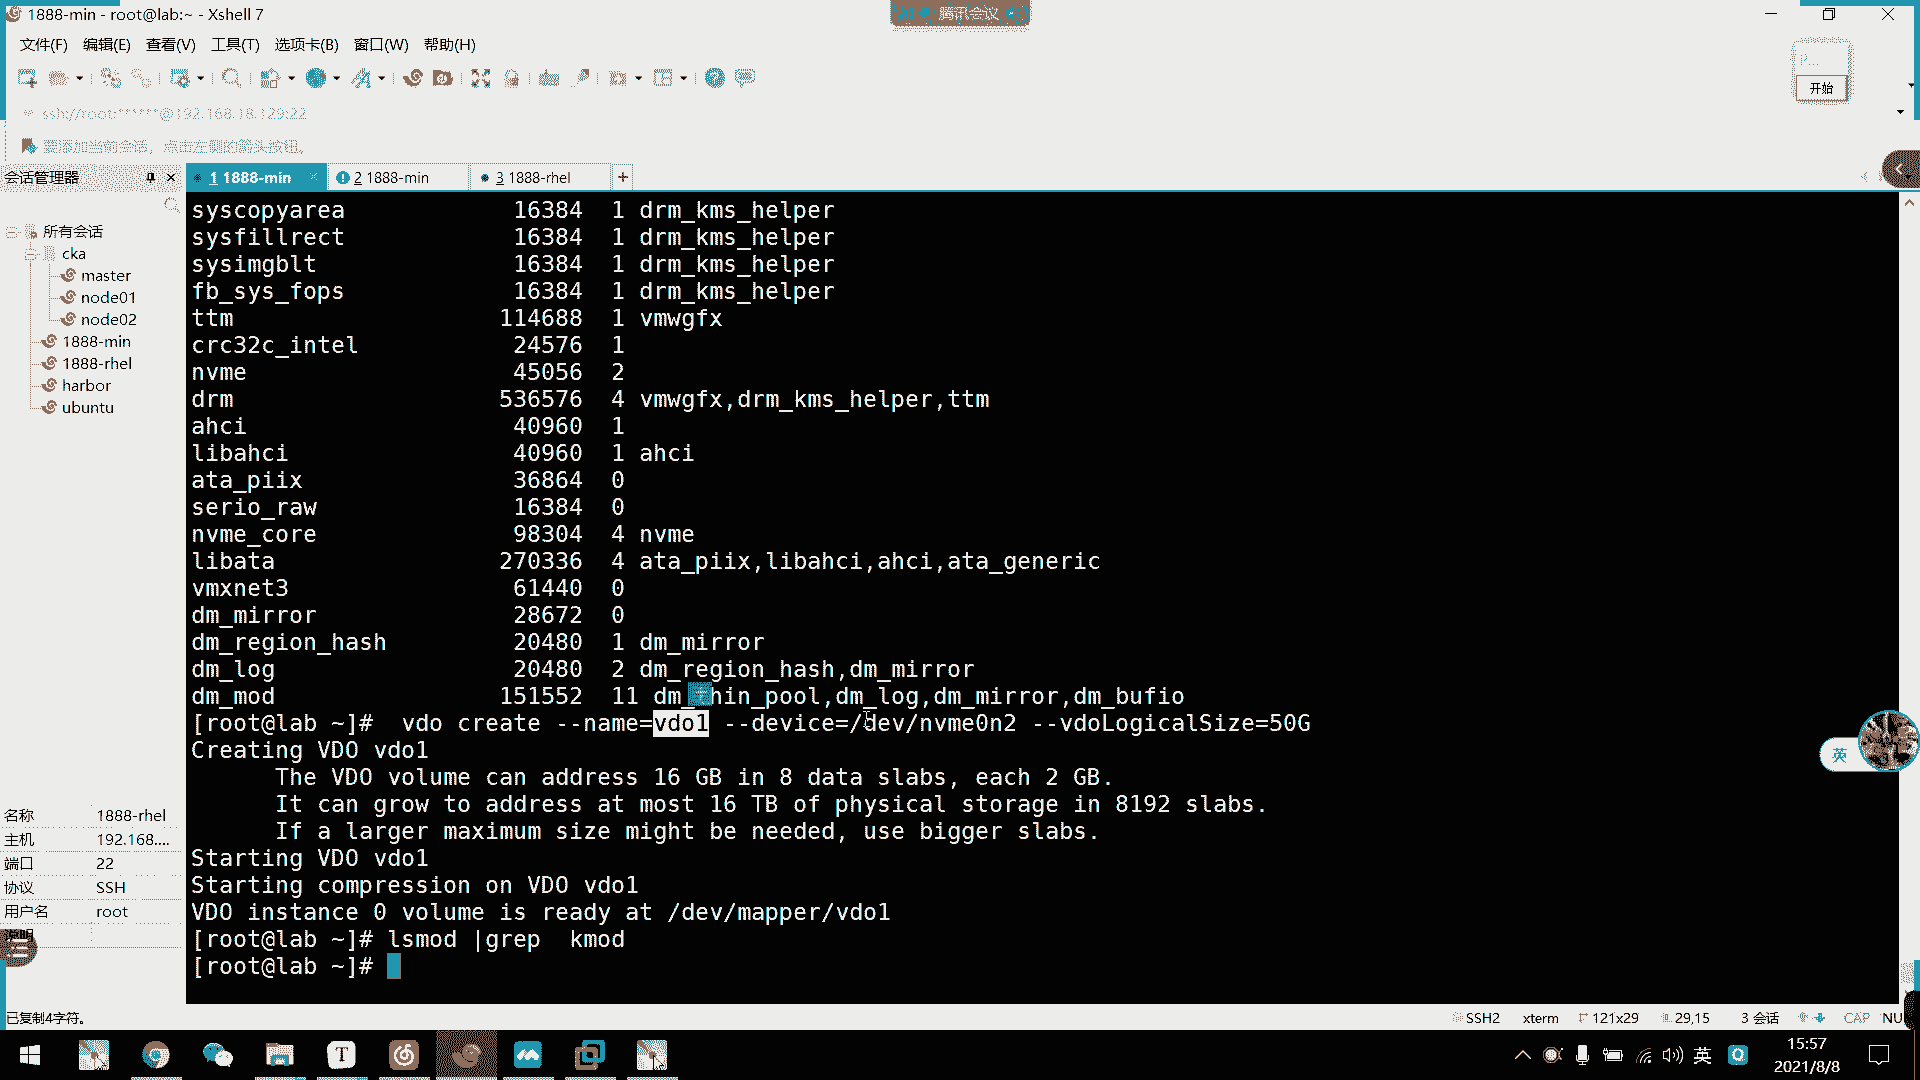 1888-min - root@lab:~ - Xshell 7
腾讯会议
文件(F) 编辑(E) 查看(V) 工具(T) 选项卡(B) 窗口(W) 帮助(H)
P...
开始
ssh://root:******@192.168.18.129:22
要添加当前会话，点击左侧的箭头按钮。
会话管理器
1 1888-min
2 1888-min
3 1888-rhel
所有会话
cka
master
node01
node02
1888-min
1888-rhel
harbor
ubuntu
syscopyarea 16384 1 drm_kms_helper
sysfillrect 16384 1 drm_kms_helper
sysimgblt 16384 1 drm_kms_helper
fb_sys_fops 16384 1 drm_kms_helper
ttm 114688 1 vmwgfx
crc32c_intel 24576 1
nvme 45056 2
drm 536576 4 vmwgfx,drm_kms_helper,ttm
ahci 40960 1
libahci 40960 1 ahci
ata_piix 36864 0
serio_raw 16384 0
nvme_core 98304 4 nvme
libata 270336 4 ata_piix,libahci,ahci,ata_generic
vmxnet3 61440 0
dm_mirror 28672 0
dm_region_hash 20480 1 dm_mirror
dm_log 20480 2 dm_region_hash,dm_mirror
dm_mod 151552 11 dm_thin_pool,dm_log,dm_mirror,dm_bufio
[root@lab ~]#  vdo create --name=vdo1 --device=/dev/nvme0n2 --vdoLogicalSize=50G
Creating VDO vdo1
The VDO volume can address 16 GB in 8 data slabs, each 2 GB.
It can grow to address at most 16 TB of physical storage in 8192 slabs.
If a larger maximum size might be needed, use bigger slabs.
Starting VDO vdo1
Starting compression on VDO vdo1
VDO instance 0 volume is ready at /dev/mapper/vdo1
[root@lab ~]# lsmod |grep  kmod
[root@lab ~]#
名称 1888-rhel
主机 192.168....
端口 22
协议 SSH
用户名 root
说明
英
已复制4字符。
SSH2 xterm 121x29 29,15 3 会话 CAP NU
英
15:57
2021/8/8